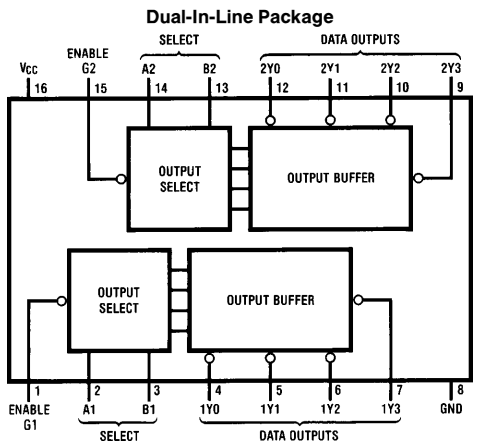 Dual-In-Line Package
SELECT
DATA OUTPUTS
ENABLE
VCC G2 A2 B2 2Y0 2Y1 2Y2 2Y3
16 15 14 13 12 11 10 9
OUTPUT
SELECT
OUTPUT BUFFER
OUTPUT
SELECT
OUTPUT BUFFER
1 2 3 4 5 6 7 8
ENABLE
G1
A1 B1 1Y0 1Y1 1Y2 1Y3 GND
SELECT
DATA OUTPUTS